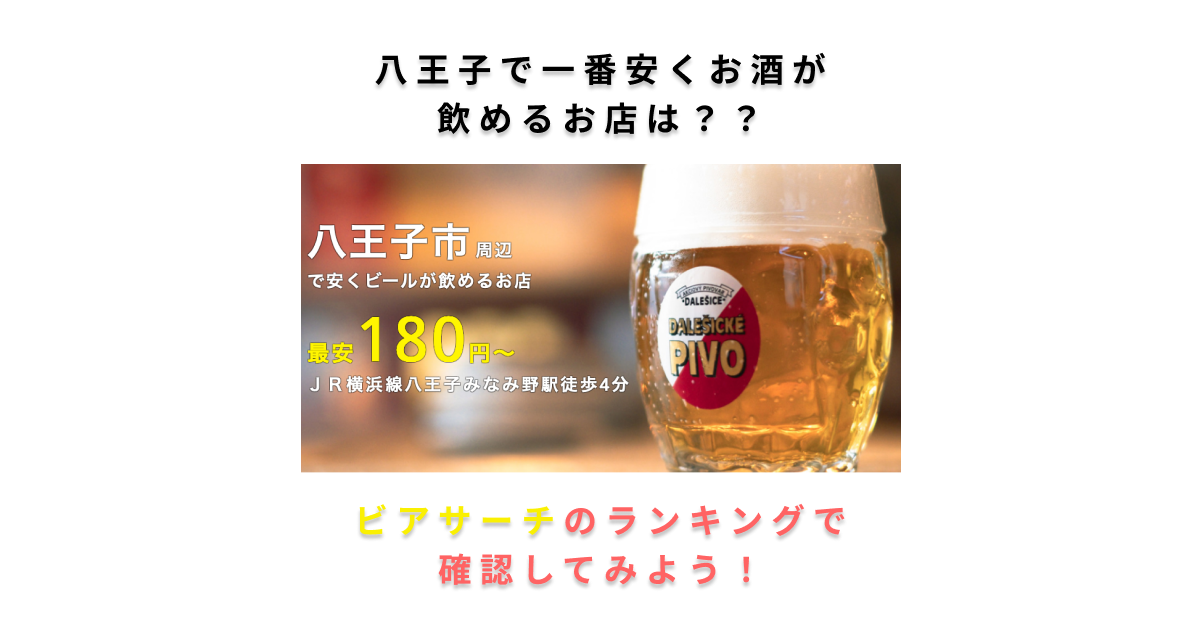 八王子で一番安くお酒が
飲めるお店は？？
八王子市 周辺
で安くビールが飲めるお店
最安180円～
ＪＲ横浜線八王子みなみ野駅徒歩4分
AKCIOVÝ PIVOVAR
DALEŠICE
DALEŠICKÉ
PIVO
ビアサーチのランキングで
確認してみよう！